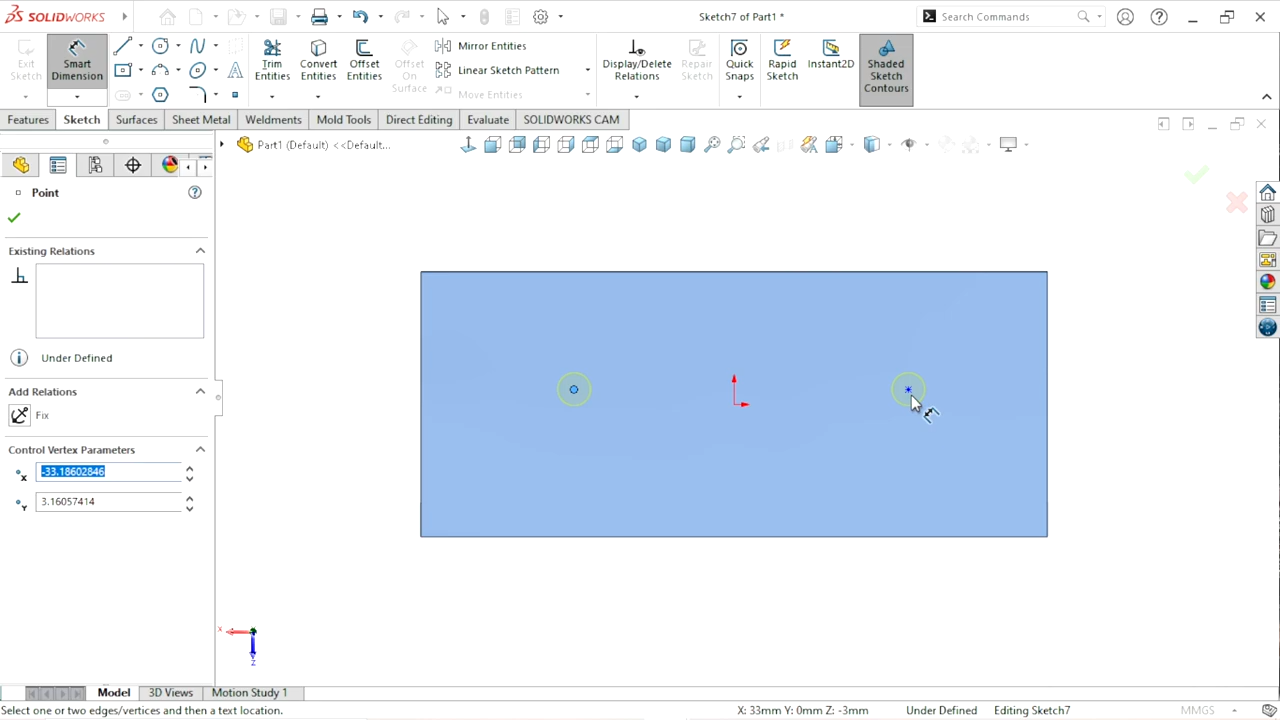 SOLIDWORKS
Sketch7 of Part1 *
Search Commands
Exit Sketch
Smart Dimension
Trim Entities
Convert Entities
Offset Entities
Offset On Surface
Mirror Entities
Linear Sketch Pattern
Move Entities
Display/Delete Relations
Repair Sketch
Quick Snaps
Rapid Sketch
Instant2D
Shaded Sketch Contours
Features
Sketch
Surfaces
Sheet Metal
Weldments
Mold Tools
Direct Editing
Evaluate
SOLIDWORKS CAM
Part1 (Default) <<Default...
Point
Existing Relations
Under Defined
Add Relations
Fix
Control Vertex Parameters
X
-33.18602846
Y
3.16057414
X
Z
Model
3D Views
Motion Study 1
Select one or two edges/vertices and then a text location.
X: 33mm Y: 0mm Z: -3mm
Under Defined
Editing Sketch7
MMGS